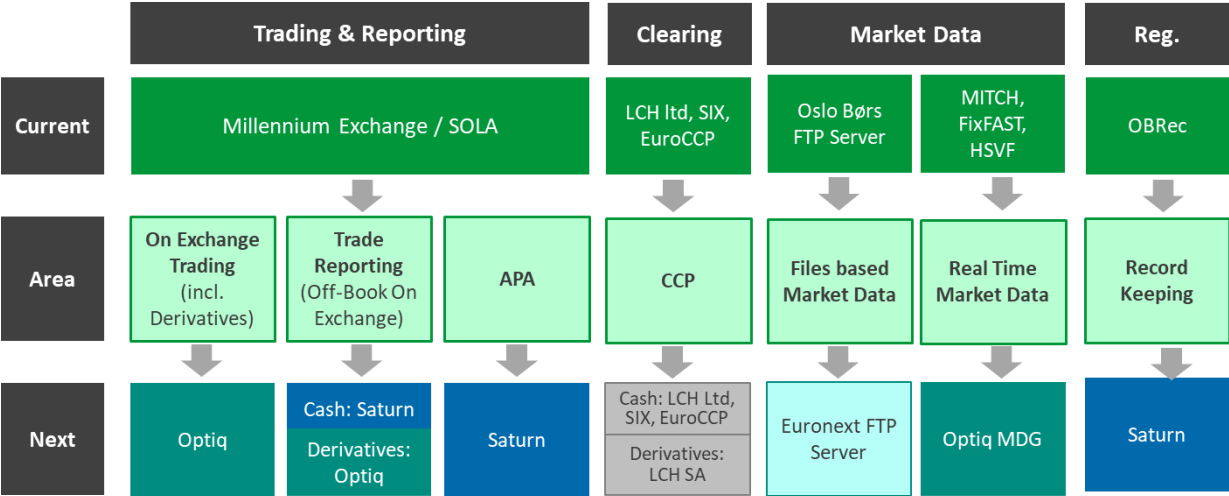 Trading & Reporting
Clearing
Market Data
Reg.
Current
Millennium Exchange / SOLA
LCH ltd, SIX,
EuroCCP
Oslo Børs
FTP Server
MITCH,
FixFAST,
HSVF
OBRec
Area
On Exchange
Trading
(incl.
Derivatives)
Trade
Reporting
(Off-Book On
Exchange)
APA
CCP
Files based
Market Data
Real Time
Market Data
Record
Keeping
Next
Optiq
Cash: Saturn
Derivatives:
Optiq
Saturn
Cash: LCH Ltd,
SIX, EuroCCP
Derivatives:
LCH SA
Euronext FTP
Server
Optiq MDG
Saturn